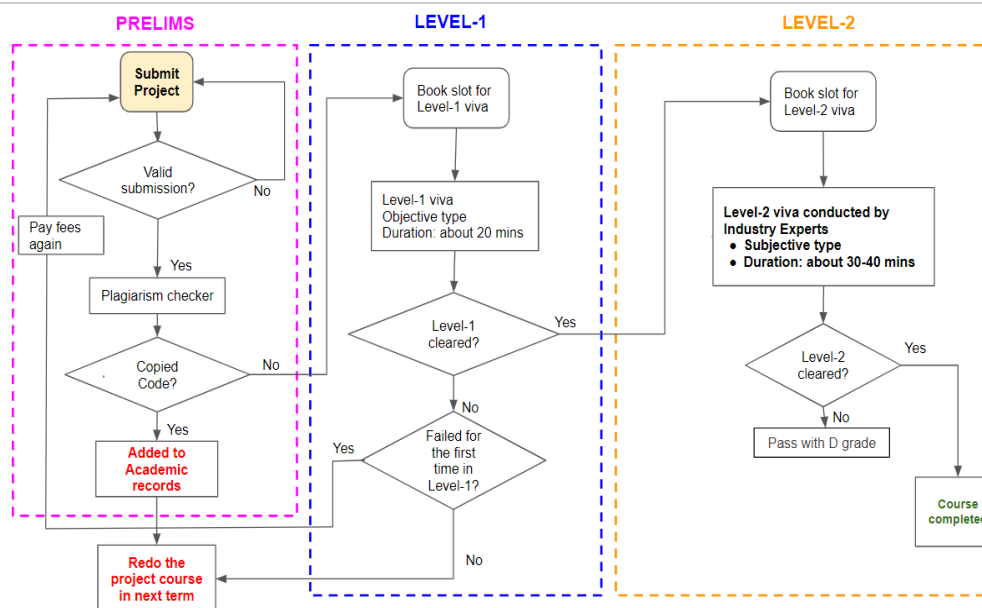 PRELIMS
Submit
Project
Valid
submission?
No
Pay fees
again
Yes
Plagiarism checker
Copied
Code?
No
Yes
Added to
Academic
records
Redo the
project course
in next term
LEVEL-1
Book slot for
Level-1 viva
Level-1 viva
Objective type
Duration: about 20 mins
Level-1
cleared?
Yes
No
Failed for
the first
time in
Level-1?
Yes
No
LEVEL-2
Book slot for
Level-2 viva
Level-2 viva conducted by
Industry Experts
● Subjective type
● Duration: about 30-40 mins
Level-2
cleared?
Yes
No
Pass with D grade
Course
completed